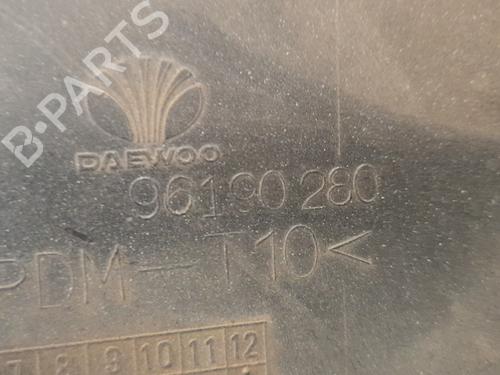 B-PARTS
DAEWOO
96190 280
PDM-T10<
7 8 9 10 11 12